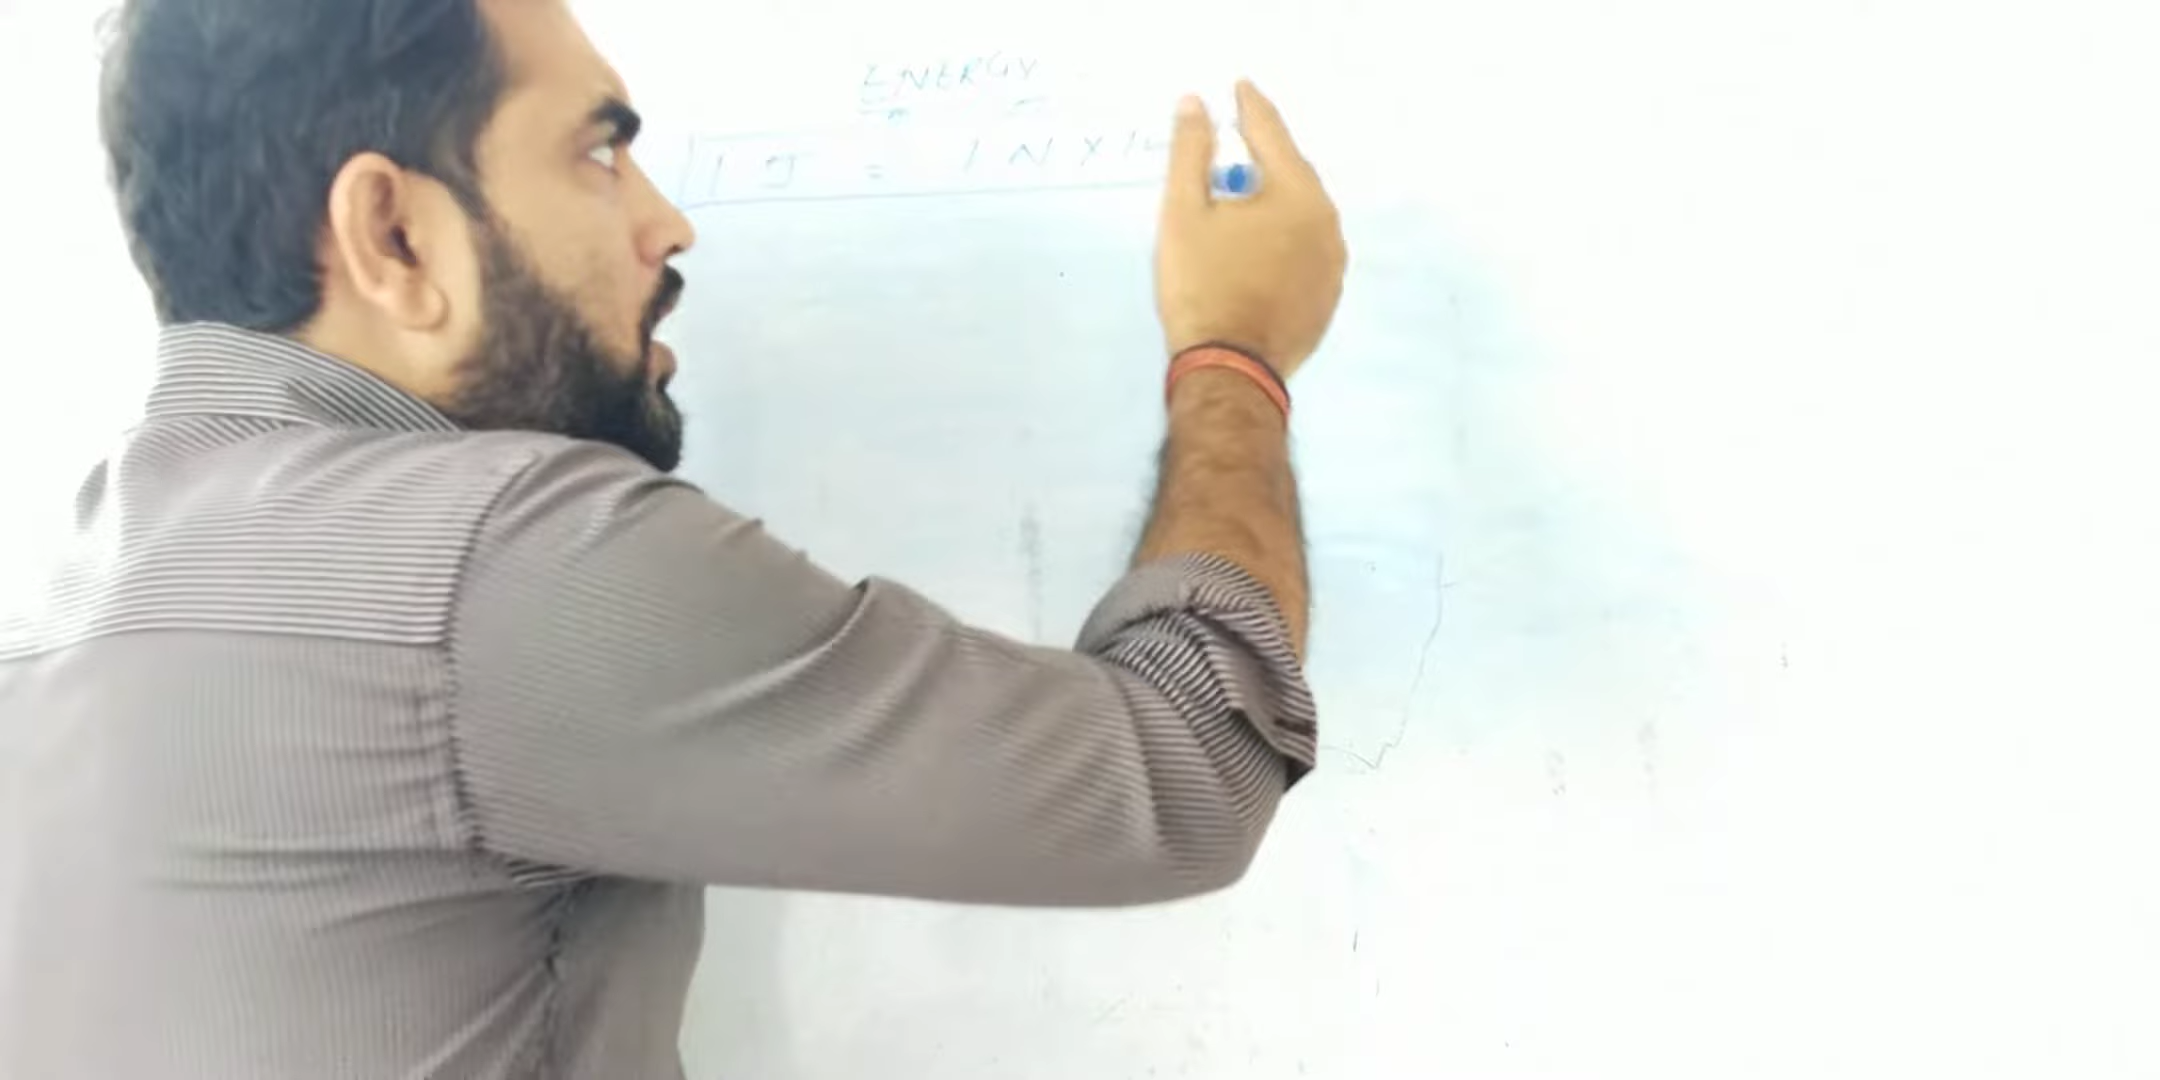 ENERGY
1 J = 1 N X 1